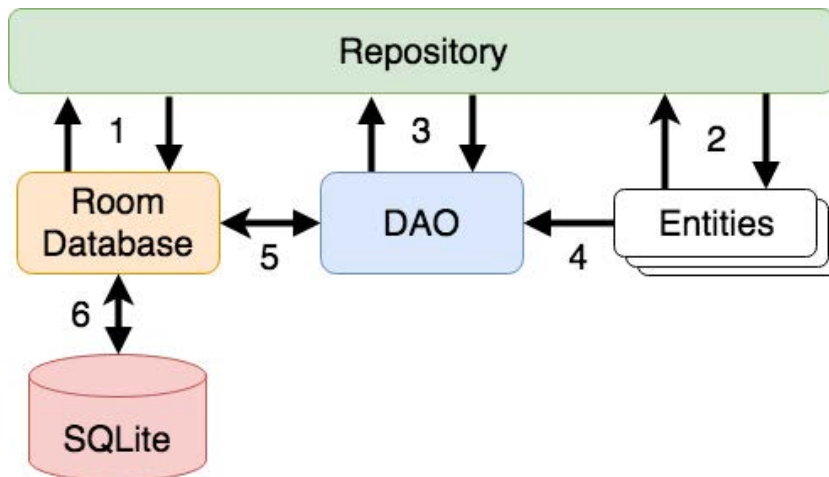 Repository
1
3
2
Room
Database
DAO
Entities
5
4
6
SQLite